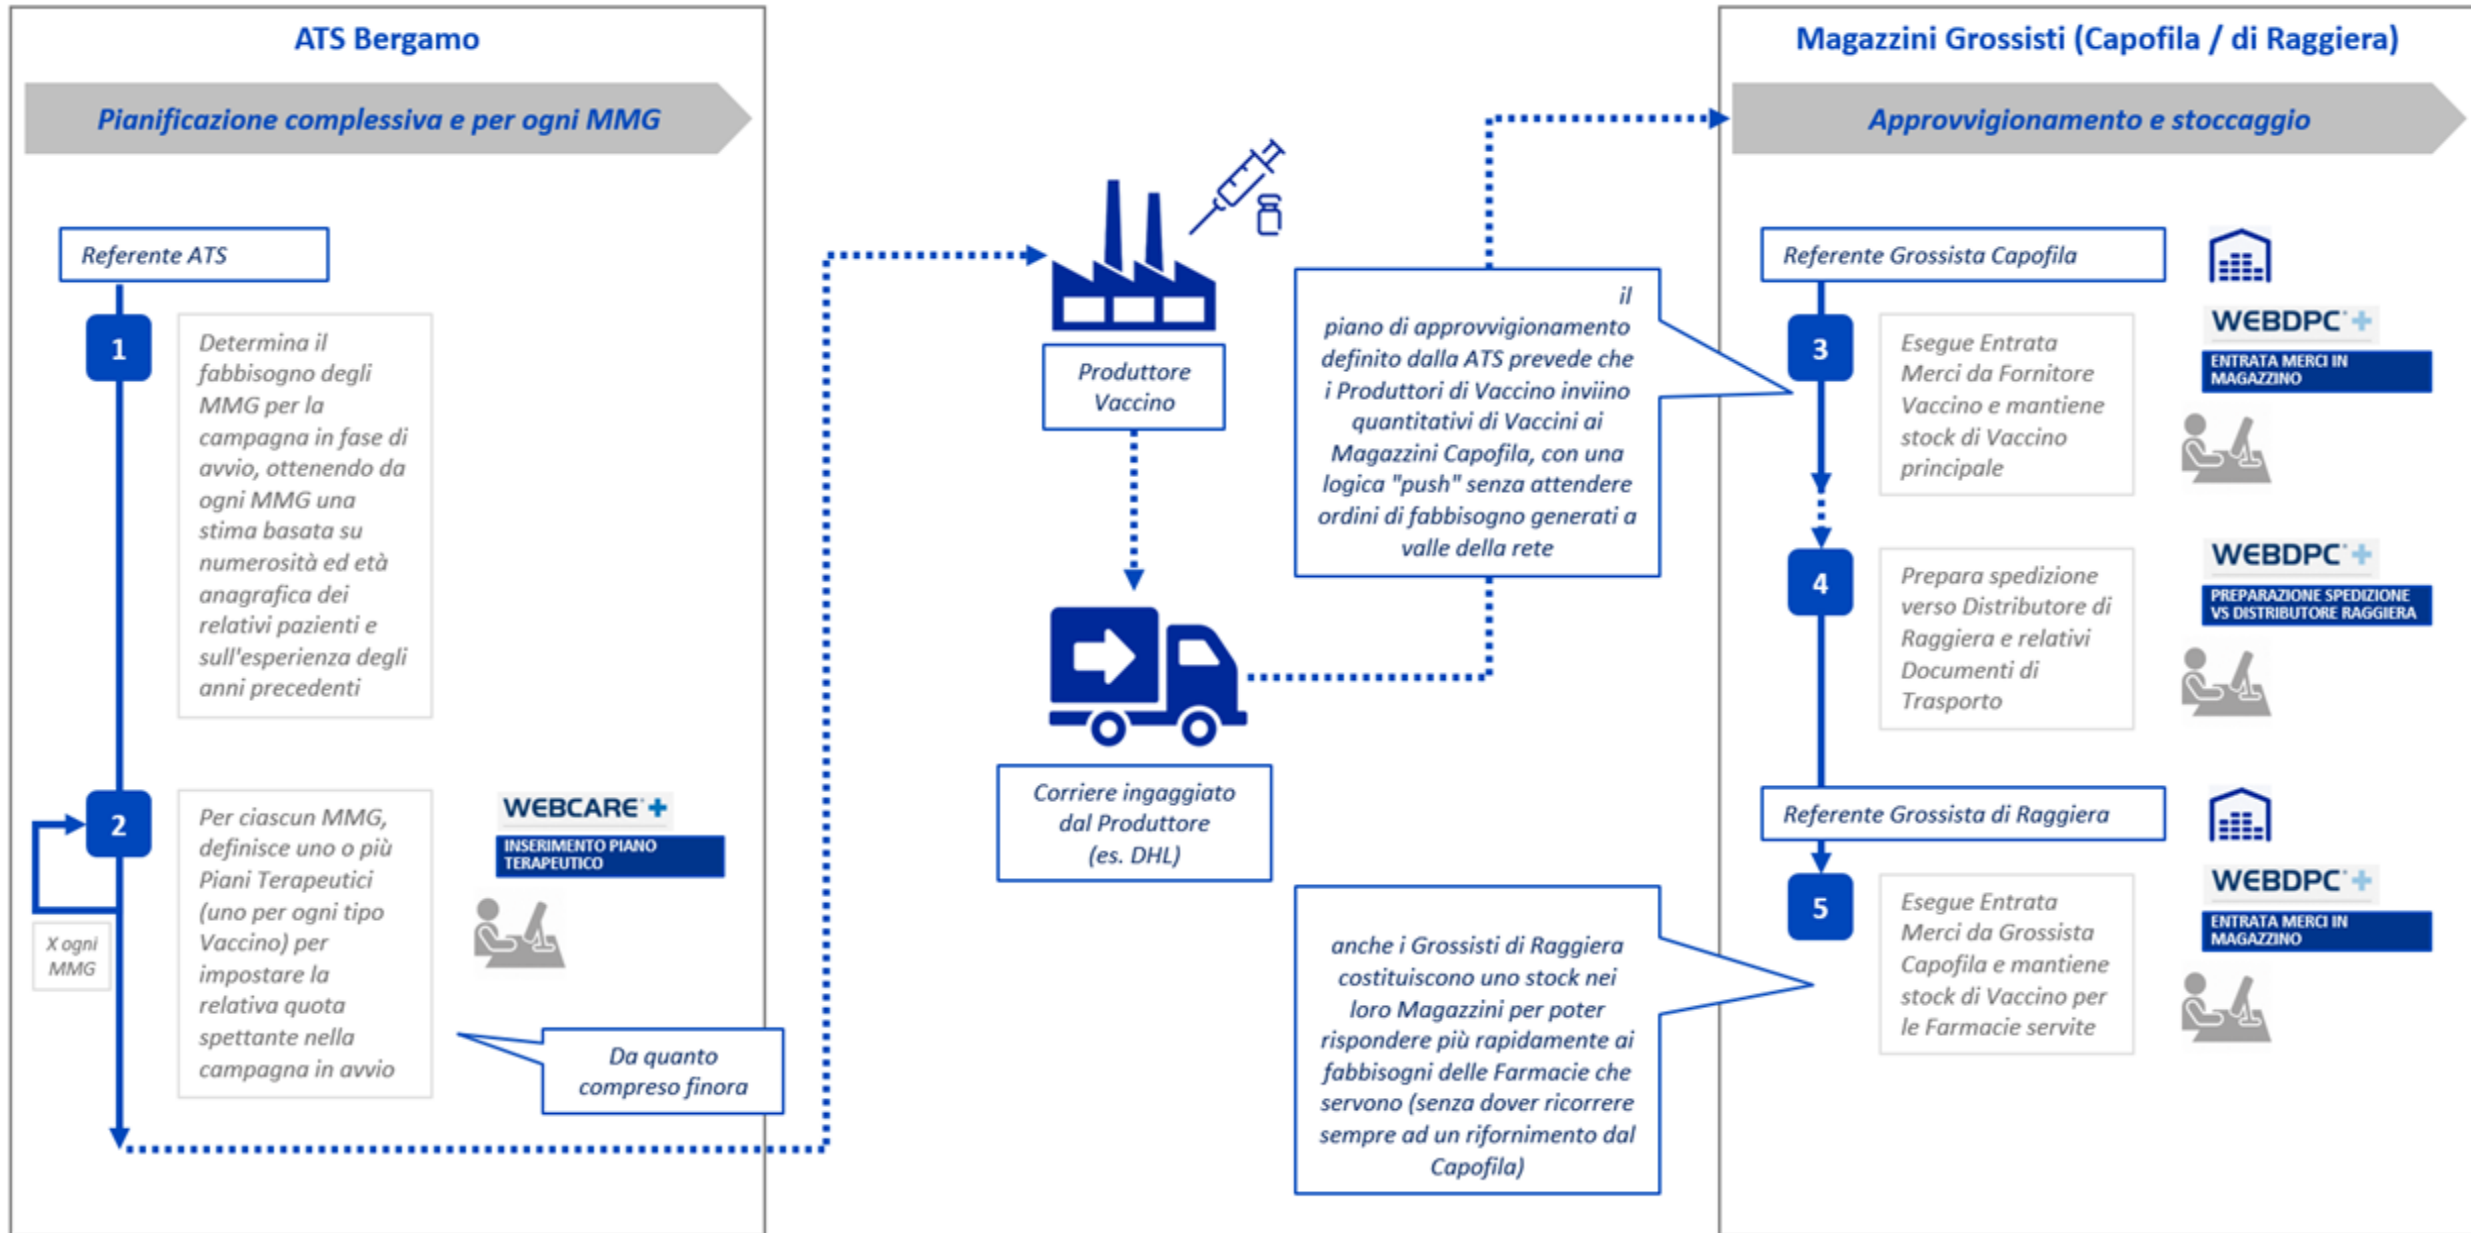 ATS Bergamo
Pianificazione complessiva e per ogni MMG
Referente ATS
1
Determina il
fabbisogno degli
MMG per la
campagna in fase di
avvio, ottenendo da
ogni MMG una
stima basata su
numerosità ed età
anagrafica dei
relativi pazienti e
sull'esperienza degli
anni precedenti
2
Per ciascun MMG,
definisce uno o più
Piani Terapeutici
(uno per ogni tipo
Vaccino) per
impostare la
relativa quota
spettante nella
campagna in avvio
X ogni
MMG
WEBCARE+
INSERIMENTO PIANO
TERAPEUTICO
Da quanto
compreso finora
Produttore
Vaccino
Corriere ingaggiato
dal Produttore
(es. DHL)
il
piano di approvvigionamento
definito dalla ATS prevede che
i Produttori di Vaccino inviino
quantitativi di Vaccini ai
Magazzini Capofila, con una
logica "push" senza attendere
ordini di fabbisogno generati a
valle della rete
anche i Grossisti di Raggiera
costituiscono uno stock nei
loro Magazzini per poter
rispondere più rapidamente ai
fabbisogni delle Farmacie che
servono (senza dover ricorrere
sempre ad un rifornimento dal
Capofila)
Magazzini Grossisti (Capofila / di Raggiera)
Approvvigionamento e stoccaggio
Referente Grossista Capofila
3
Esegue Entrata
Merci da Fornitore
Vaccino e mantiene
stock di Vaccino
principale
WEBDPC+
ENTRATA MERCI IN
MAGAZZINO
4
Prepara spedizione
verso Distributore di
Raggiera e relativi
Documenti di
Trasporto
WEBDPC+
PREPARAZIONE SPEDIZIONE
VS DISTRIBUTORE RAGGIERA
Referente Grossista di Raggiera
5
Esegue Entrata
Merci da Grossista
Capofila e mantiene
stock di Vaccino per
le Farmacie servite
WEBDPC+
ENTRATA MERCI IN
MAGAZZINO